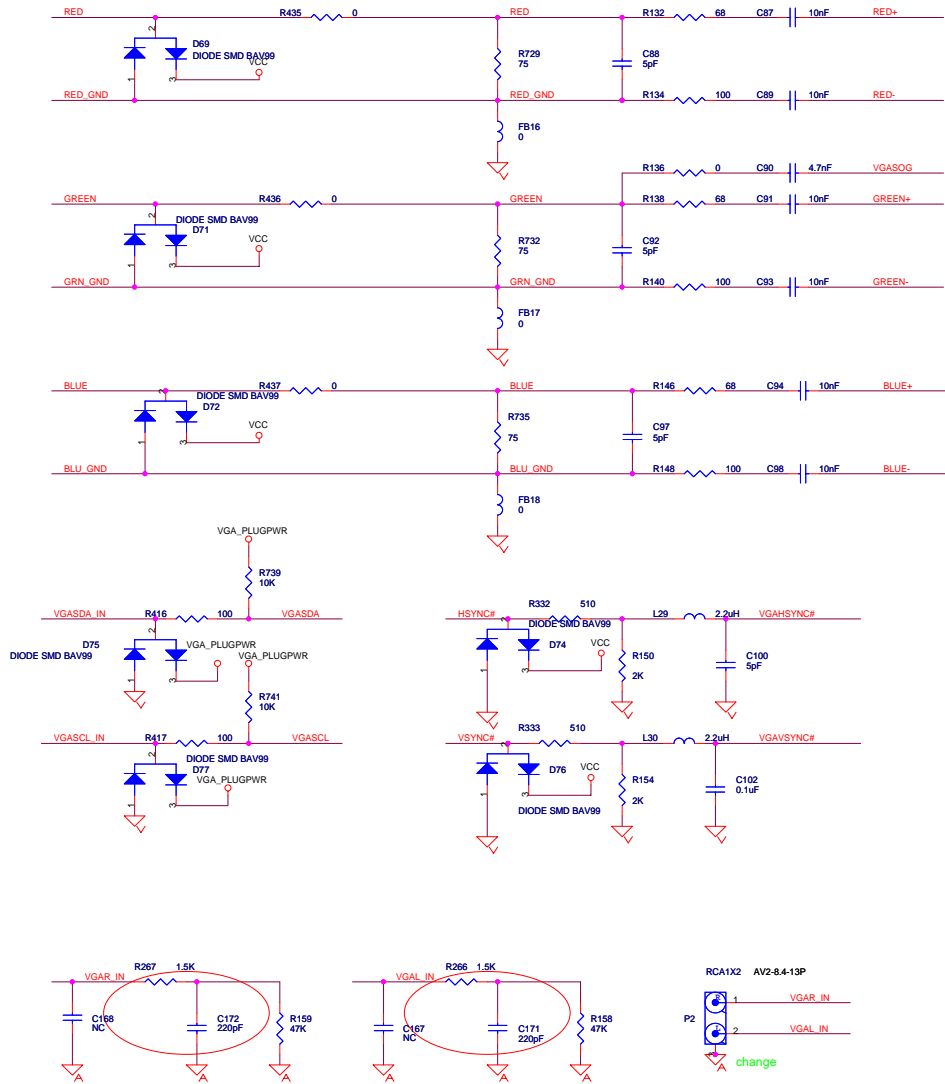 RED R435 0 RED R132 68 C87 10nF RED+
2
D69
DIODE SMD BAV99
VCC
1 3
R729
75
C88
5pF
RED_GND RED_GND R134 100 C89 10nF RED-
FB16
0
R136 0 C90 4.7nF VGASOG
GREEN R436 0 GREEN R138 68 C91 10nF GREEN+
2
DIODE SMD BAV99
D71
VCC
1 3
R732
75
C92
5pF
GRN_GND GRN_GND R140 100 C93 10nF GREEN-
FB17
0
BLUE R437 0 BLUE R146 68 C94 10nF BLUE+
2
DIODE SMD BAV99
D72
VCC
1 3
R735
75
C97
5pF
BLU_GND BLU_GND R148 100 C98 10nF BLUE-
FB18
0
VGA_PLUGPWR
R739
10K
VGASDA_IN R416 100 VGASDA
2
D75
DIODE SMD BAV99
VGA_PLUGPWR
1 3
VGA_PLUGPWR
R741
10K
VGASCL_IN R417 100 VGASCL
2
DIODE SMD BAV99
D77
VGA_PLUGPWR
1 3
HSYNC# R332 510 L29 2.2uH VGAHSYNC#
2
DIODE SMD BAV99
D74
VCC
1 3
R150
2K
C100
5pF
VSYNC# R333 510 L30 2.2uH VGAVSYNC#
2
D76
VCC
DIODE SMD BAV99
1 3
R154
2K
C102
0.1uF
VGAR_IN R267 1.5K
C168
NC
C172
220pF
R159
47K
A A A
VGAL_IN R266 1.5K
C167
NC
C171
220pF
R158
47K
A A A
RCA1X2 AV2-8.4-13P
P2
R 1 VGAR_IN
L 2 VGAL_IN
3
A
change